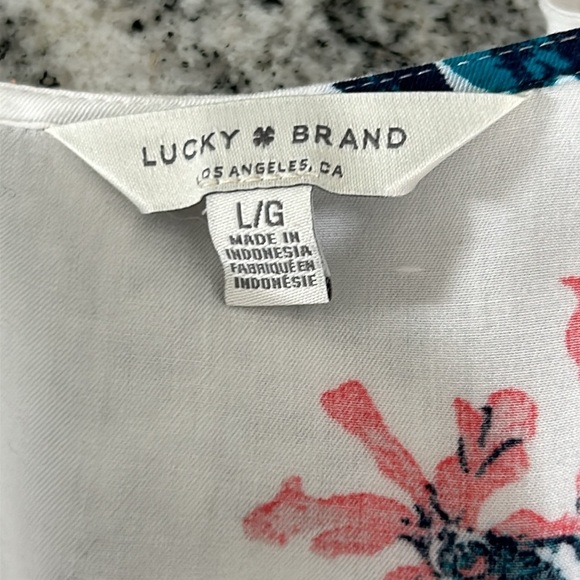 LUCKY BRAND
LOS ANGELES, CA
L/G
MADE IN
INDONESIA
FABRIQUÉ EN
INDONÉSIE